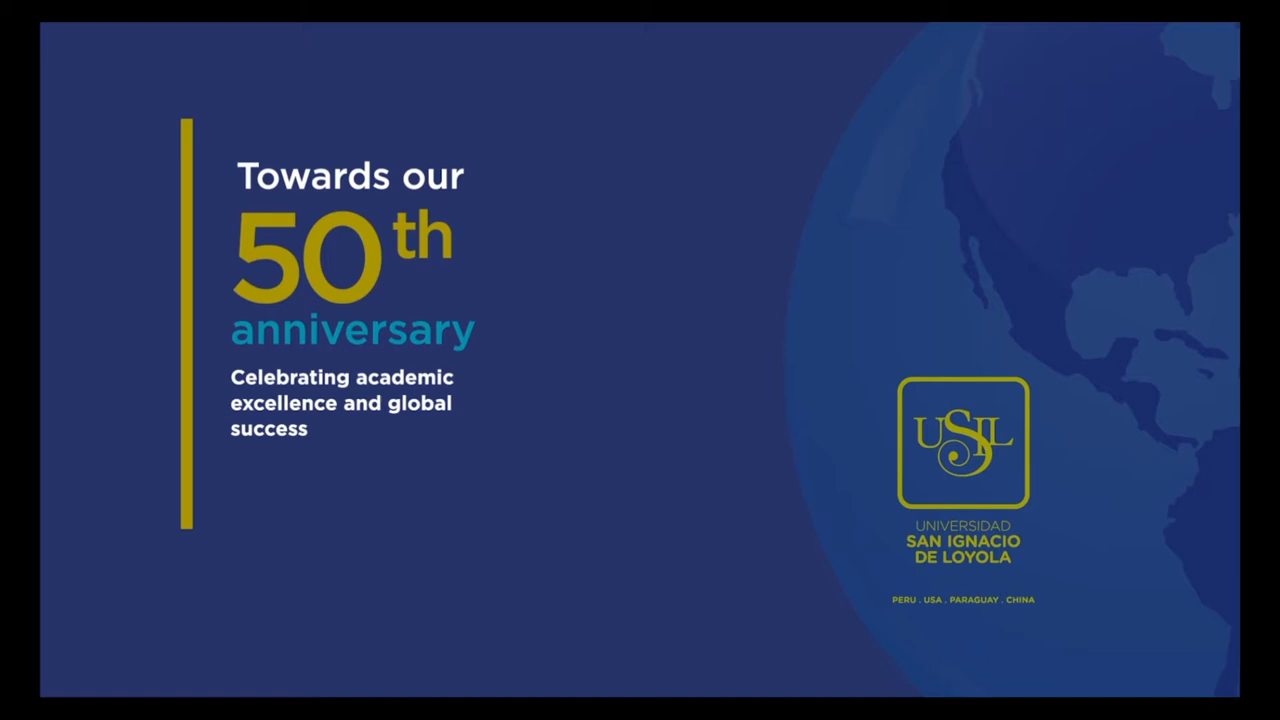 Towards our
50th
anniversary
Celebrating academic
excellence and global
success
USIL
UNIVERSIDAD
SAN IGNACIO
DE LOYOLA
PERU . USA . PARAGUAY . CHINA